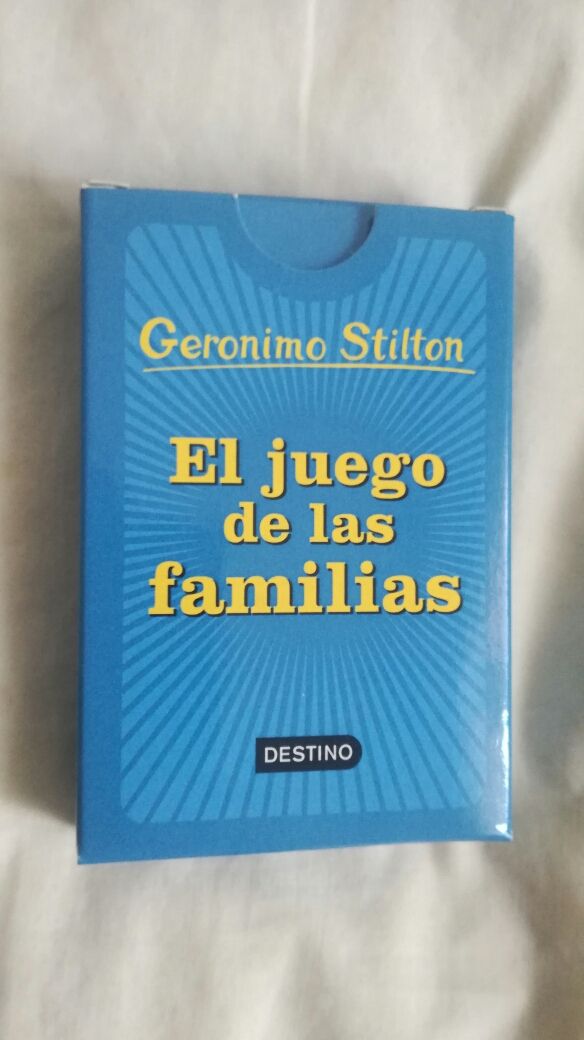 Geronimo Stilton
El juego
de las
familias
DESTINO